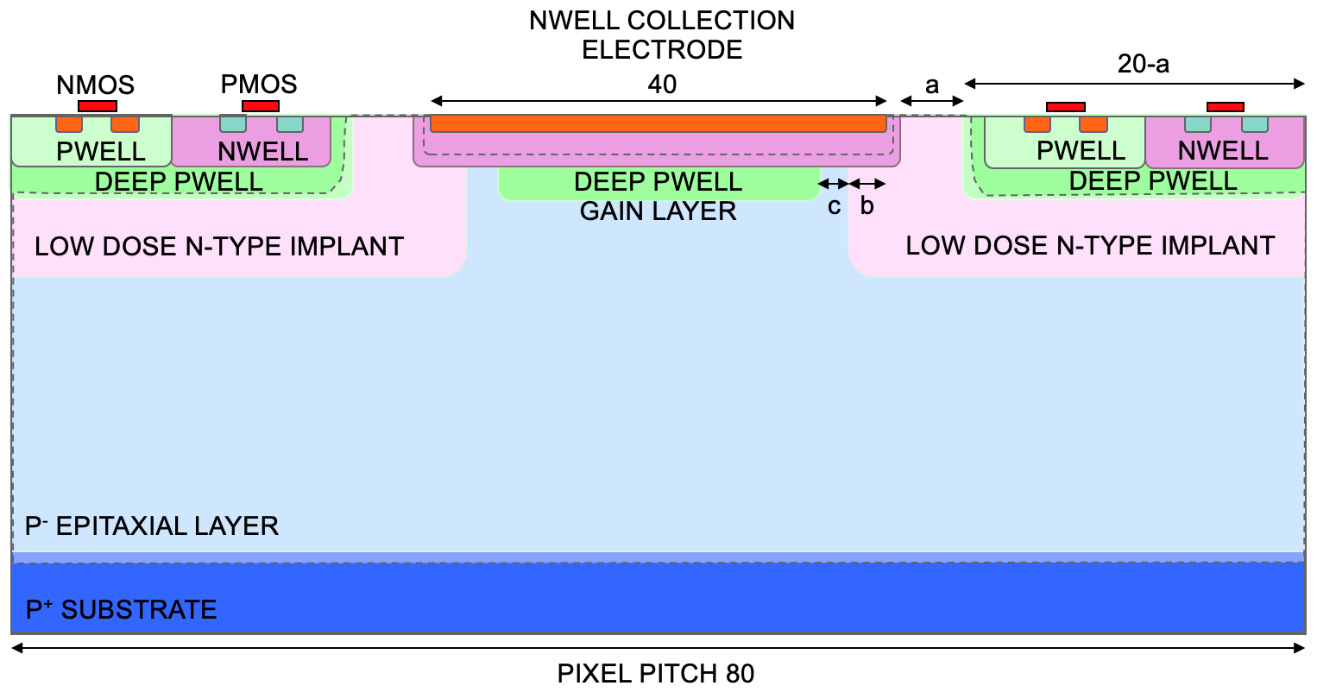 NWELL COLLECTION
ELECTRODE
NMOS
PMOS
40
a
20-a
PWELL
NWELL
DEEP PWELL
DEEP PWELL
GAIN LAYER
c
b
PWELL
NWELL
DEEP PWELL
LOW DOSE N-TYPE IMPLANT
LOW DOSE N-TYPE IMPLANT
P- EPITAXIAL LAYER
P+ SUBSTRATE
PIXEL PITCH 80